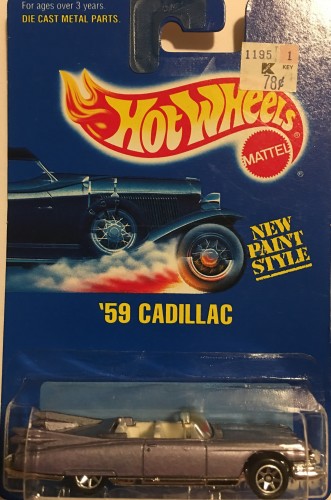 For ages over 3 years.
DIE CAST METAL PARTS.
1195 1
K KEY
78¢
Hot Wheels
MATTEL
®
NEW
PAINT
STYLE
'59 CADILLAC